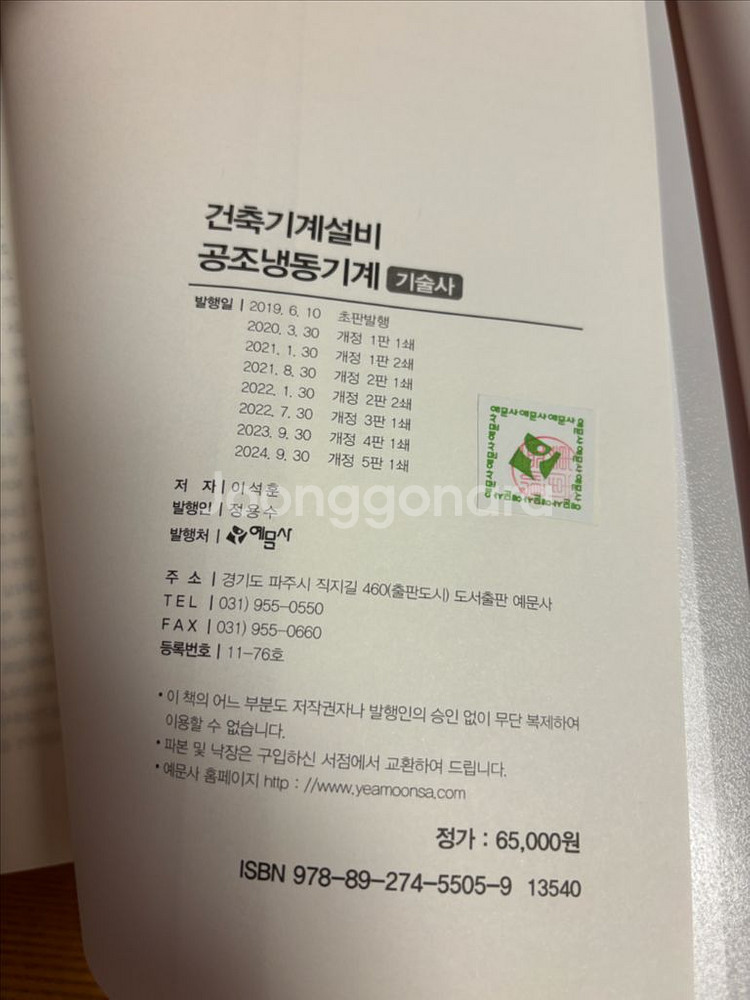 건축기계설비
공조냉동기계 기술사
발행일 | 2019. 6. 10 초판발행
2020. 3. 30 개정 1판 1쇄
2021. 1. 30 개정 1판 2쇄
2021. 8. 30 개정 2판 1쇄
2022. 1. 30 개정 2판 2쇄
2022. 7. 30 개정 3판 1쇄
2023. 9. 30 개정 4판 1쇄
2024. 9. 30 개정 5판 1쇄
예문사 예문사 예문사
저 자 | 이석훈
joonggonara
발행인 | 정용수
발행처 | 예문사
주 소 | 경기도 파주시 직지길 460(출판도시) 도서출판 예문사
TEL | 031) 955-0550
FAX | 031) 955-0660
등록번호 | 11-76호
• 이 책의 어느 부분도 저작권자나 발행인의 승인 없이 무단 복제하여
이용할 수 없습니다.
• 파본 및 낙장은 구입하신 서점에서 교환하여 드립니다.
• 예문사 홈페이지 http : //www.yeamoonsa.com
정가 : 65,000원
ISBN 978-89-274-5505-9 13540